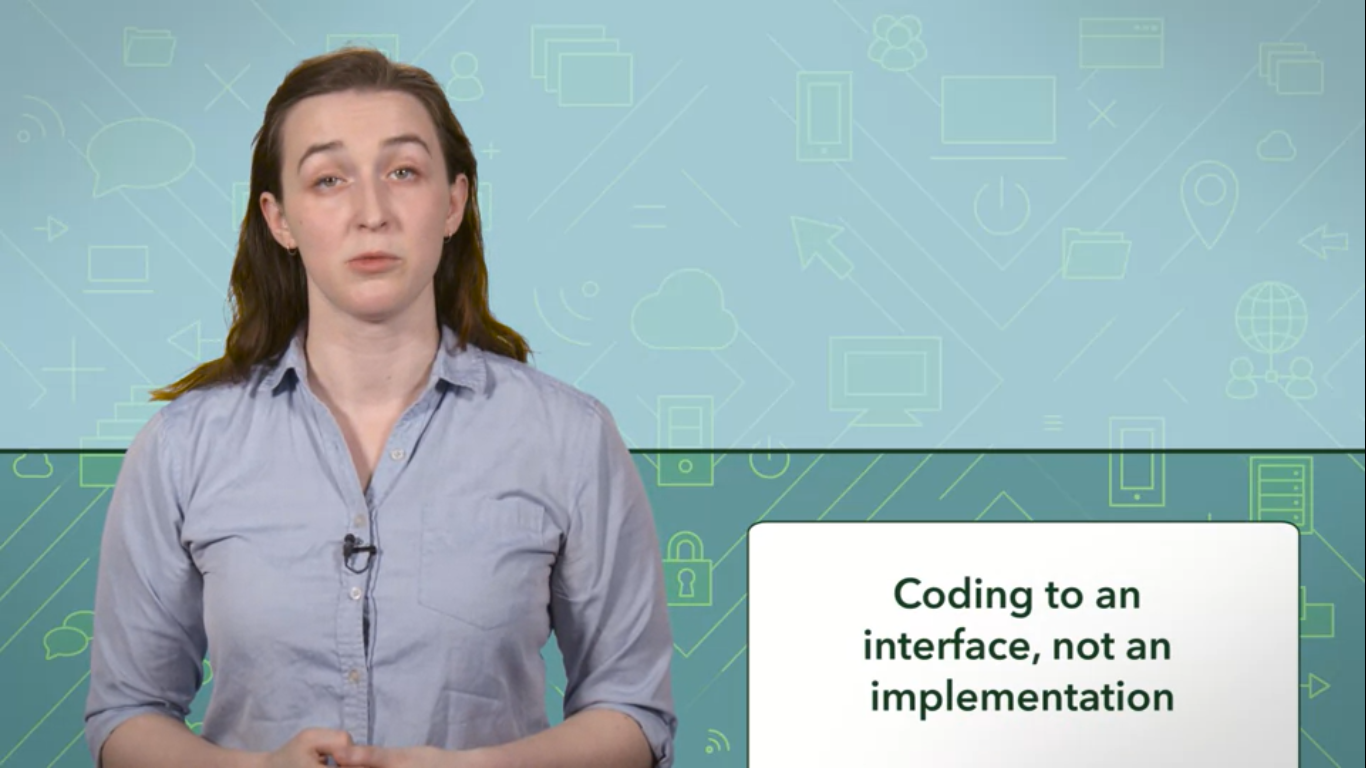 Coding to an
interface, not an
implementation